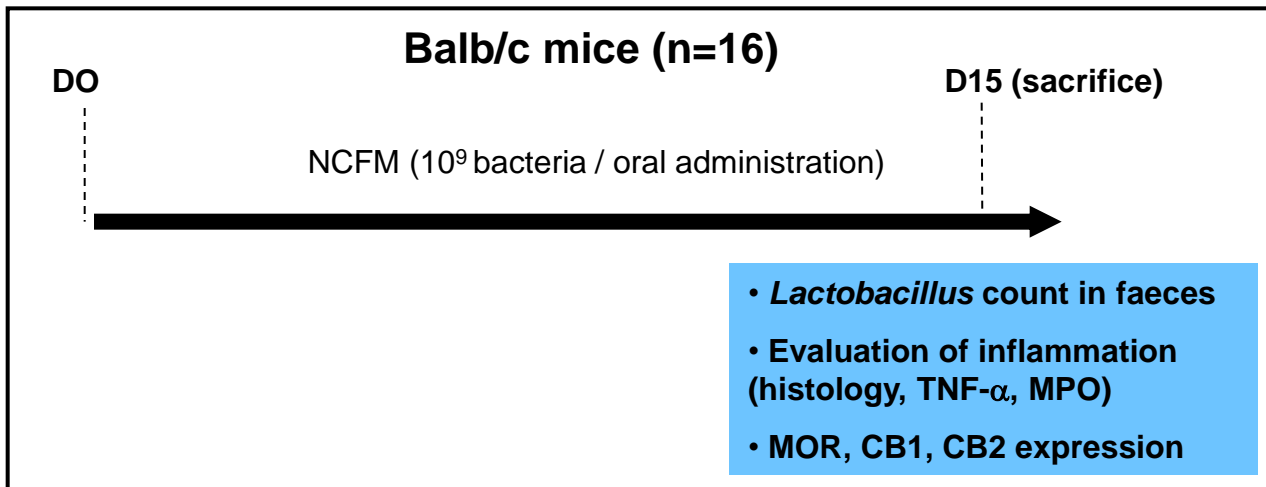 Balb/c mice (n=16)
DO
D15 (sacrifice)
NCFM (10⁹ bacteria / oral administration)
• Lactobacillus count in faeces
• Evaluation of inflammation
(histology, TNF-α, MPO)
• MOR, CB1, CB2 expression